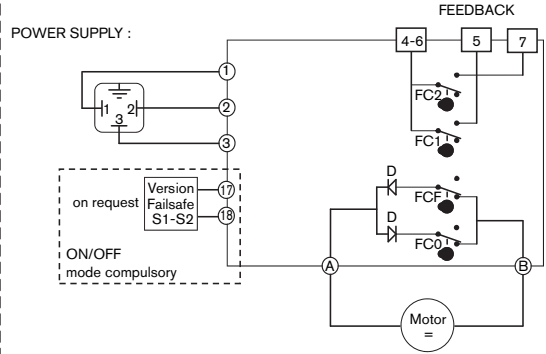 FEEDBACK
POWER SUPPLY :
4-6
5
7
1
1
2
2
3
3
FC2
FC1
D
FCF
D
FC0
on request
Version
Failsafe
S1-S2
17
18
ON/OFF
mode compulsory
A
B
Motor
=